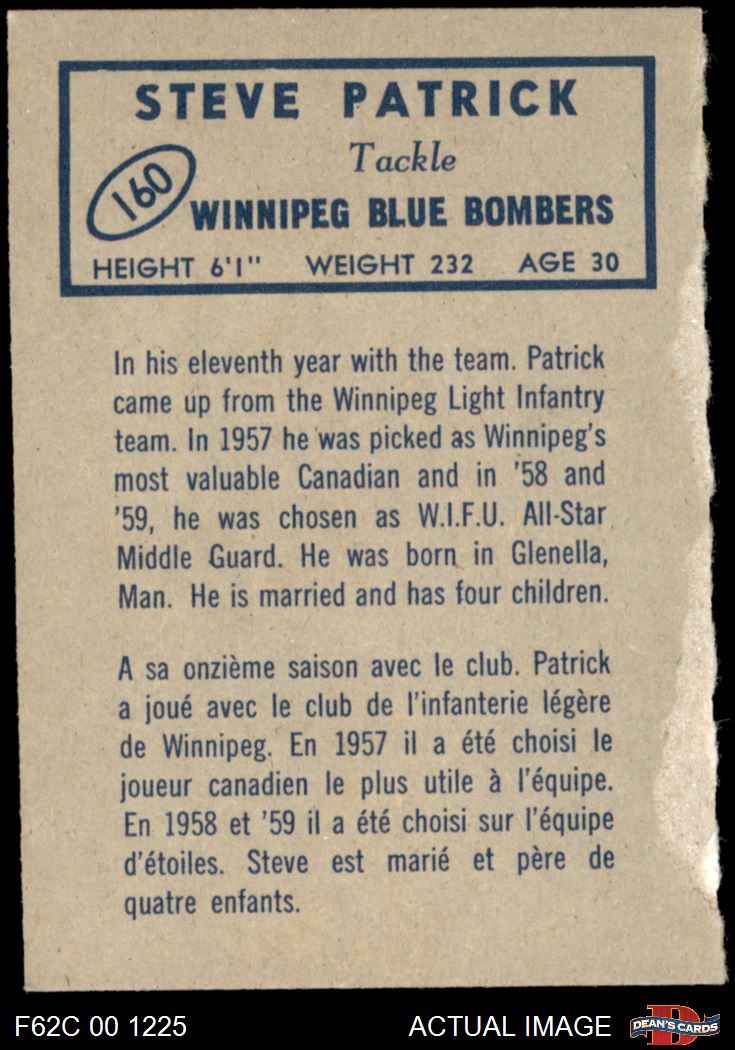 STEVE PATRICK
Tackle
160
WINNIPEG BLUE BOMBERS
HEIGHT 6'1" WEIGHT 232 AGE 30
In his eleventh year with the team. Patrick
came up from the Winnipeg Light Infantry
team. In 1957 he was picked as Winnipeg's
most valuable Canadian and in '58 and
'59, he was chosen as W.I.F.U. All-Star
Middle Guard. He was born in Glenella,
Man. He is married and has four children.
A sa onzième saison avec le club. Patrick
a joué avec le club de l'infanterie légère
de Winnipeg. En 1957 il a été choisi le
joueur canadien le plus utile à l'équipe.
En 1958 et '59 il a été choisi sur l'équipe
d'étoiles. Steve est marié et père de
quatre enfants.
F62C 00 1225
ACTUAL IMAGE
D
DEAN'S CARDS